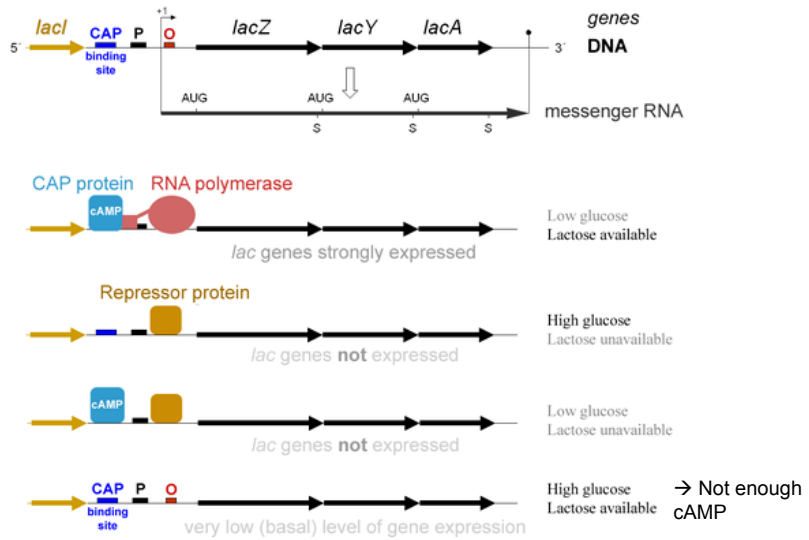 lacI CAP P O +1 lacZ lacY lacA genes
5´ 3´ DNA
binding
site
AUG AUG AUG
messenger RNA
S S S
CAP protein RNA polymerase
cAMP
Low glucose
Lactose available
lac genes strongly expressed
Repressor protein
High glucose
Lactose unavailable
lac genes not expressed
cAMP
Low glucose
Lactose unavailable
lac genes not expressed
CAP P O
binding
site
High glucose → Not enough
Lactose available cAMP
very low (basal) level of gene expression